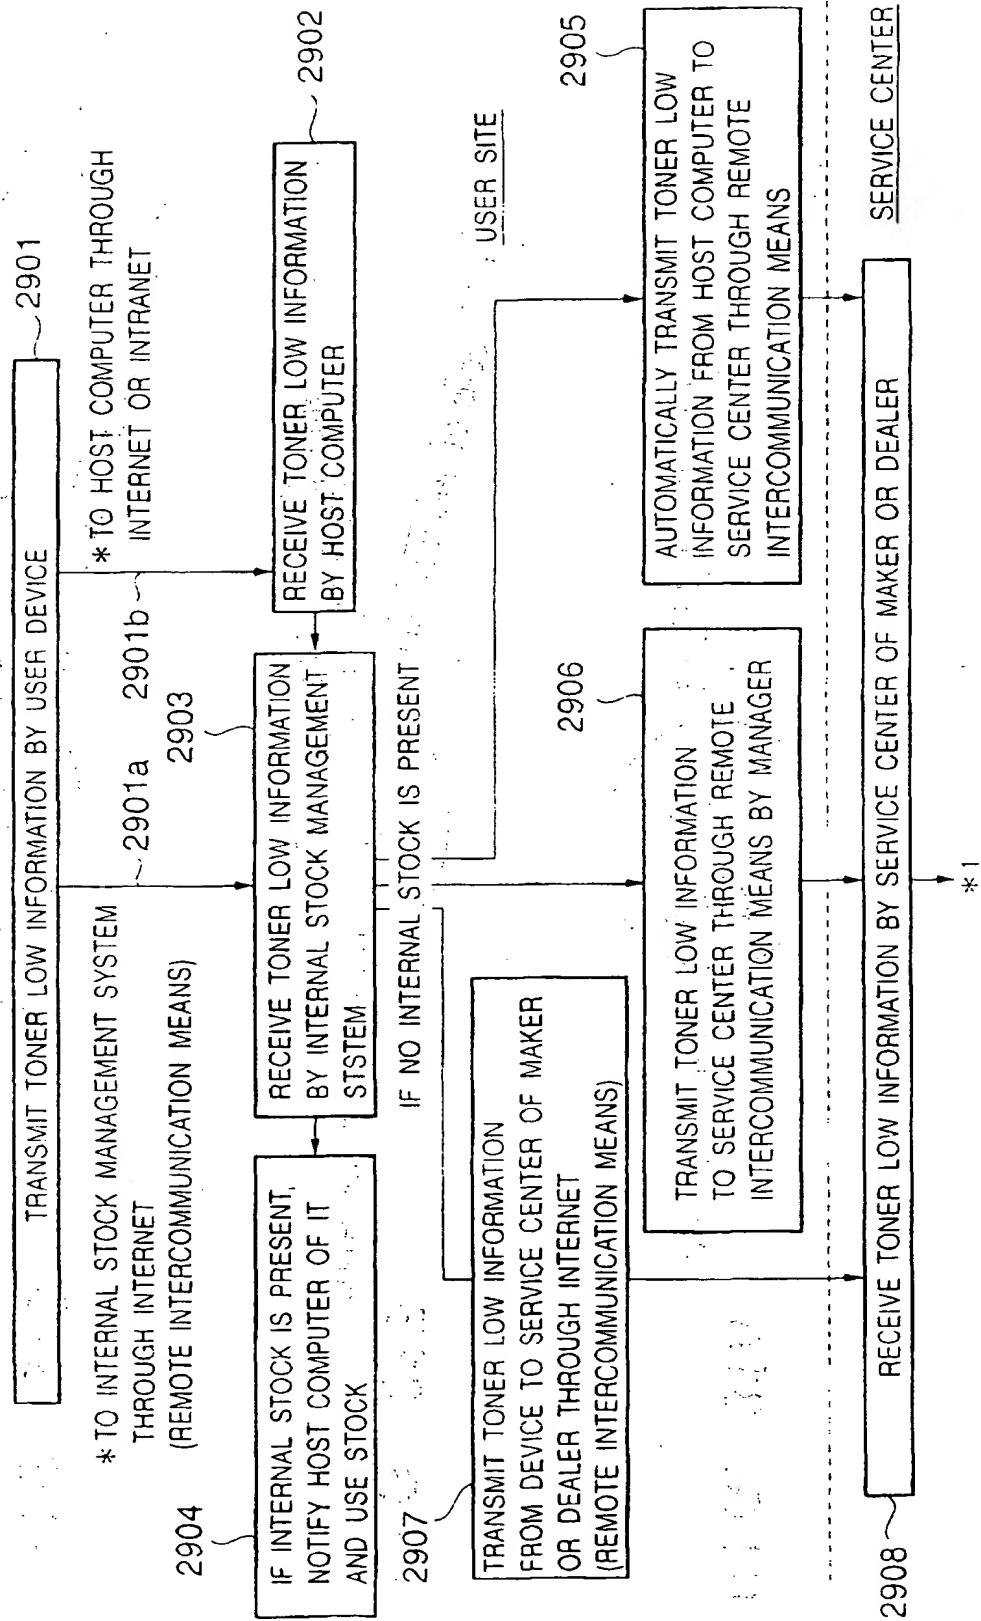 TRANSMIT TONER LOW INFORMATION BY USER DEVICE
2901
* TO INTERNAL STOCK MANAGEMENT SYSTEM
THROUGH INTERNET
(REMOTE INTERCOMMUNICATION MEANS)
2901a
2901b
* TO HOST COMPUTER THROUGH
INTERNET OR INTRANET
2904
IF INTERNAL STOCK IS PRESENT,
NOTIFY HOST COMPUTER OF IT
AND USE STOCK
2903
RECEIVE TONER LOW INFORMATION
BY INTERNAL STOCK MANAGEMENT
STSTEM
2902
RECEIVE TONER LOW INFORMATION
BY HOST COMPUTER
IF NO INTERNAL STOCK IS PRESENT
USER SITE
2907
TRANSMIT TONER LOW INFORMATION
FROM DEVICE TO SERVICE CENTER OF MAKER
OR DEALER THROUGH INTERNET
(REMOTE INTERCOMMUNICATION MEANS)
2906
TRANSMIT TONER LOW INFORMATION
TO SERVICE CENTER THROUGH REMOTE
INTERCOMMUNICATION MEANS BY MANAGER
2905
AUTOMATICALLY TRANSMIT TONER LOW
INFORMATION FROM HOST COMPUTER TO
SERVICE CENTER THROUGH REMOTE
INTERCOMMUNICATION MEANS
SERVICE CENTER
2908
RECEIVE TONER LOW INFORMATION BY SERVICE CENTER OF MAKER OR DEALER
*1